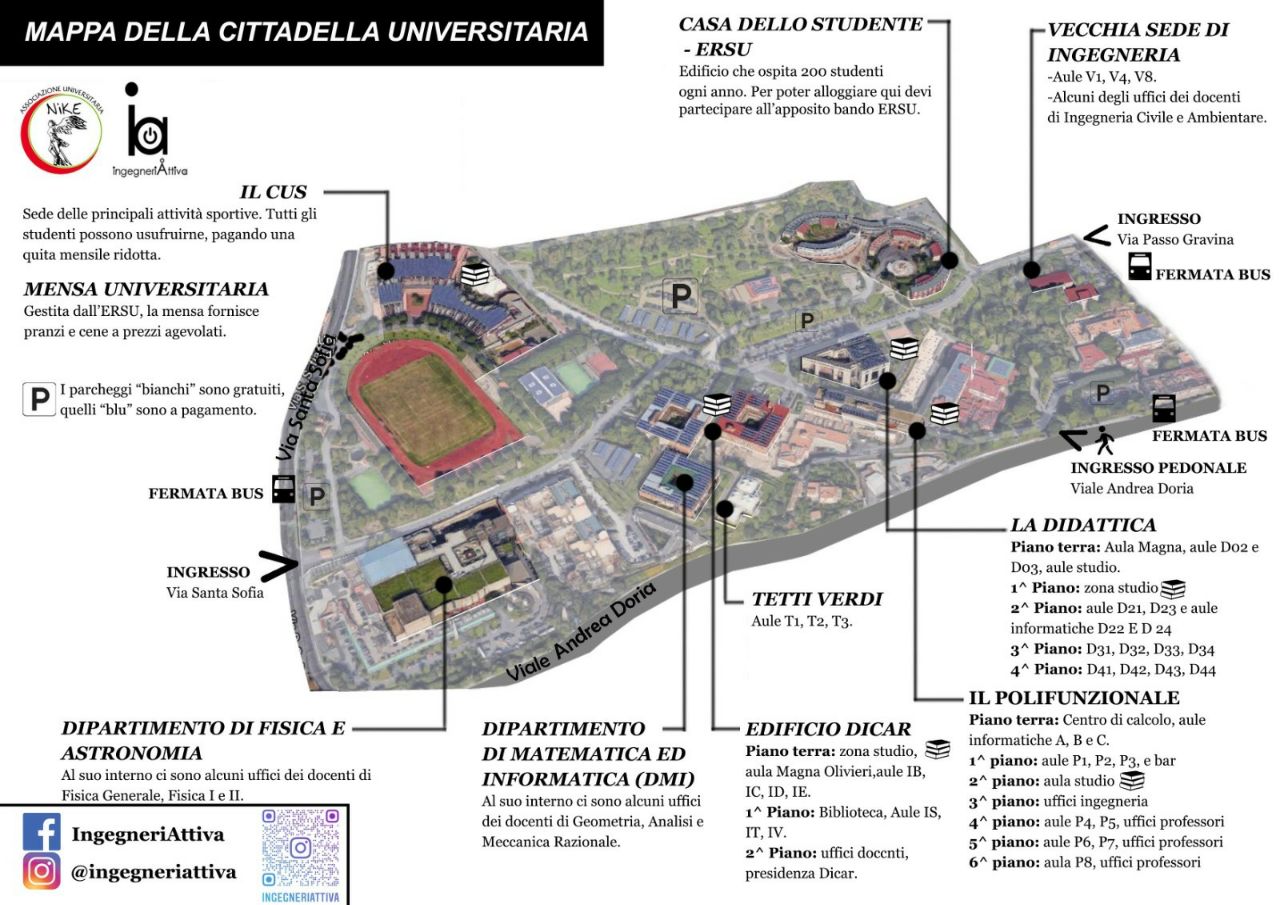 MAPPA DELLA CITTADELLA UNIVERSITARIA
ASSOCIAZIONE UNIVERSITARIA
NiKE
ia
ingegneriAttiva
IL CUS
Sede delle principali attività sportive. Tutti gli
studenti possono usufruirne, pagando una
quita mensile ridotta.
MENSA UNIVERSITARIA
Gestita dall'ERSU, la mensa fornisce
pranzi e cene a prezzi agevolati.
P
I parcheggi "bianchi" sono gratuiti,
quelli "blu" sono a pagamento.
CASA DELLO STUDENTE
- ERSU
Edificio che ospita 200 studenti
ogni anno. Per poter alloggiare qui devi
partecipare all'apposito bando ERSU.
VECCHIA SEDE DI
INGEGNERIA
-Aule V1, V4, V8.
-Alcuni degli uffici dei docenti
di Ingegneria Civile e Ambientare.
INGRESSO
Via Passo Gravina
FERMATA BUS
P
P
P
Via Santa Sofia
FERMATA BUS
P
INGRESSO
Via Santa Sofia
FERMATA BUS
INGRESSO PEDONALE
Viale Andrea Doria
Viale Andrea Doria
LA DIDATTICA
Piano terra: Aula Magna, aule D02 e
D03, aule studio.
1^ Piano: zona studio
2^ Piano: aule D21, D23 e aule
informatiche D22 E D 24
3^ Piano: D31, D32, D33, D34
4^ Piano: D41, D42, D43, D44
TETTI VERDI
Aule T1, T2, T3.
IL POLIFUNZIONALE
Piano terra: Centro di calcolo, aule
informatiche A, B e C.
1^ piano: aule P1, P2, P3, e bar
2^ piano: aula studio
3^ piano: uffici ingegneria
4^ piano: aule P4, P5, uffici professori
5^ piano: aule P6, P7, uffici professori
6^ piano: aula P8, uffici professori
DIPARTIMENTO DI FISICA E
ASTRONOMIA
Al suo interno ci sono alcuni uffici dei docenti di
Fisica Generale, Fisica I e II.
DIPARTIMENTO
DI MATEMATICA ED
INFORMATICA (DMI)
Al suo interno ci sono alcuni uffici
dei docenti di Geometria, Analisi e
Meccanica Razionale.
EDIFICIO DICAR
Piano terra: zona studio,
aula Magna Olivieri,aule IB,
IC, ID, IE.
1^ Piano: Biblioteca, Aule IS,
IT, IV.
2^ Piano: uffici doccnti,
presidenza Dicar.
IngegneriAttiva
@ingegneriattiva
INGEGNERIATTIVA